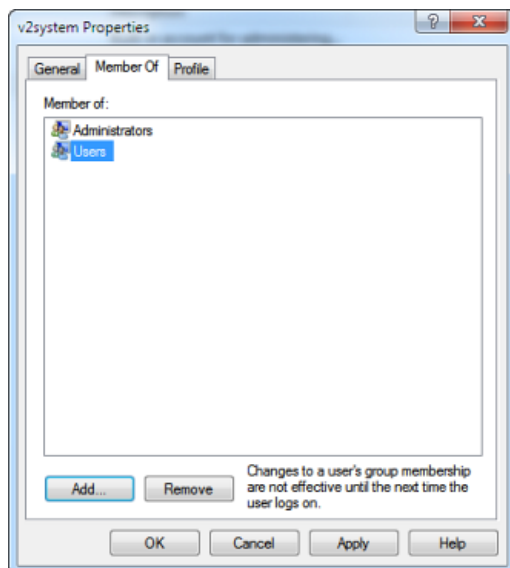 v2system Properties
General Member Of Profile
Member of:
Administrators
Users
Add... Remove
Changes to a user's group membership
are not effective until the next time the
user logs on.
OK Cancel Apply Help